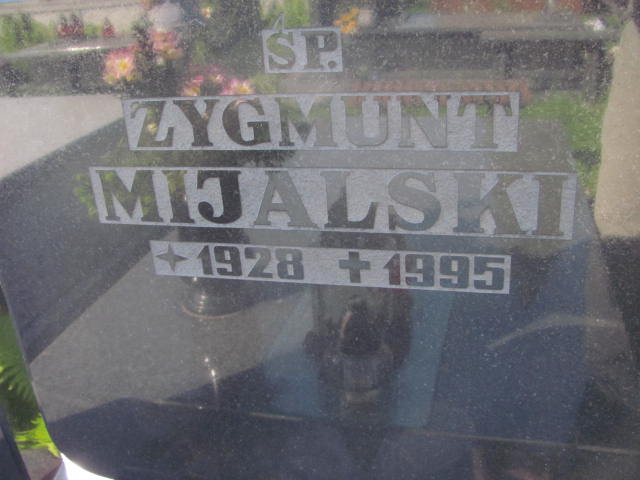 ŚP.
ZYGMUNT
MIJALSKI
✦ 1928 ✝ 1995